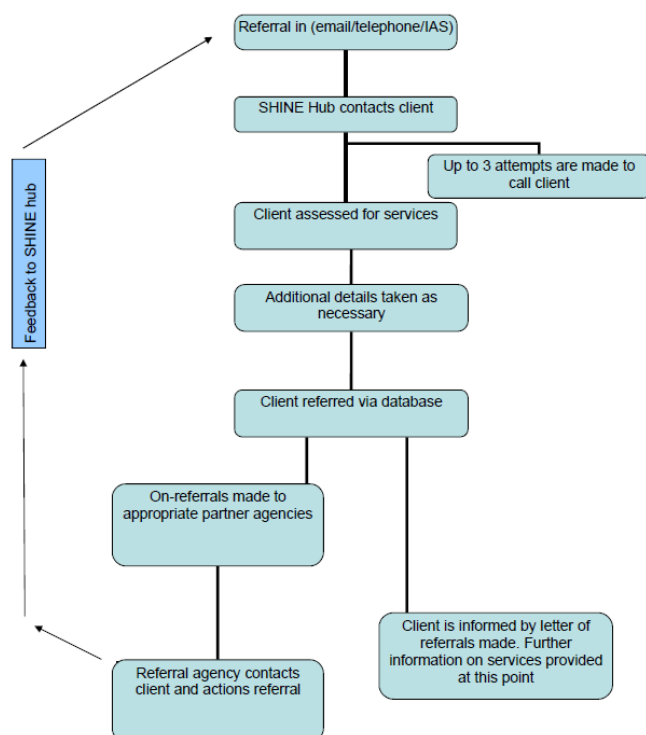 Referral in (email/telephone/IAS)
SHINE Hub contacts client
Up to 3 attempts are made to
call client
Feedback to SHINE hub
Client assessed for services
Additional details taken as
necessary
Client referred via database
On-referrals made to
appropriate partner agencies
Client is informed by letter of
referrals made. Further
information on services provided
at this point
Referral agency contacts
client and actions referral